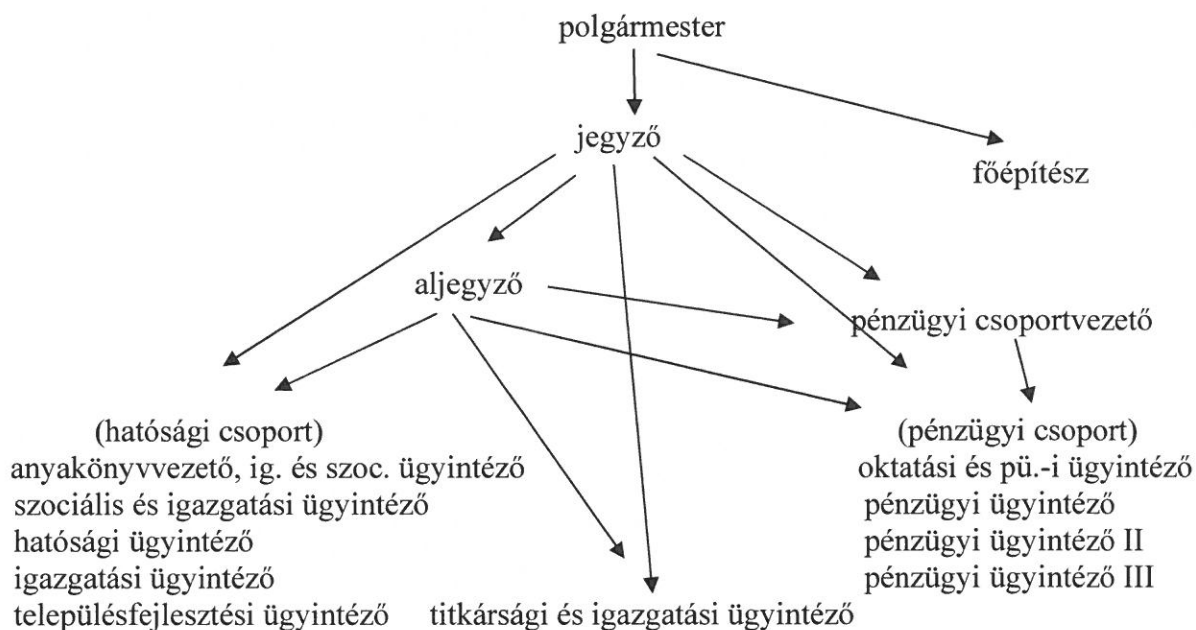 polgármester
jegyző
főépítész
aljegyző
pénzügyi csoportvezető
(hatósági csoport)
anyakönyvvezető, ig. és szoc. ügyintéző
szociális és igazgatási ügyintéző
hatósági ügyintéző
igazgatási ügyintéző
településfejlesztési ügyintéző
titkársági és igazgatási ügyintéző
(pénzügyi csoport)
oktatási és pü.-i ügyintéző
pénzügyi ügyintéző
pénzügyi ügyintéző II
pénzügyi ügyintéző III